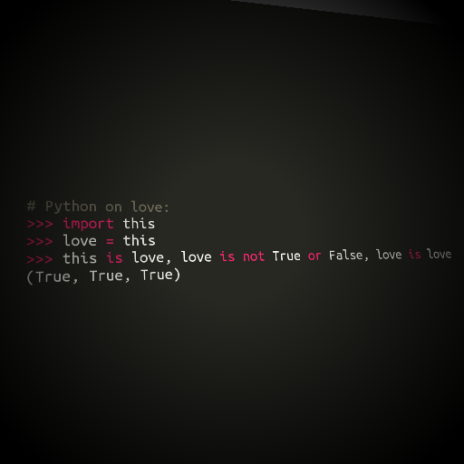 # Python on love:
>>> import this
>>> love = this
>>> this is love, love is not True or False, love is love
(True, True, True)